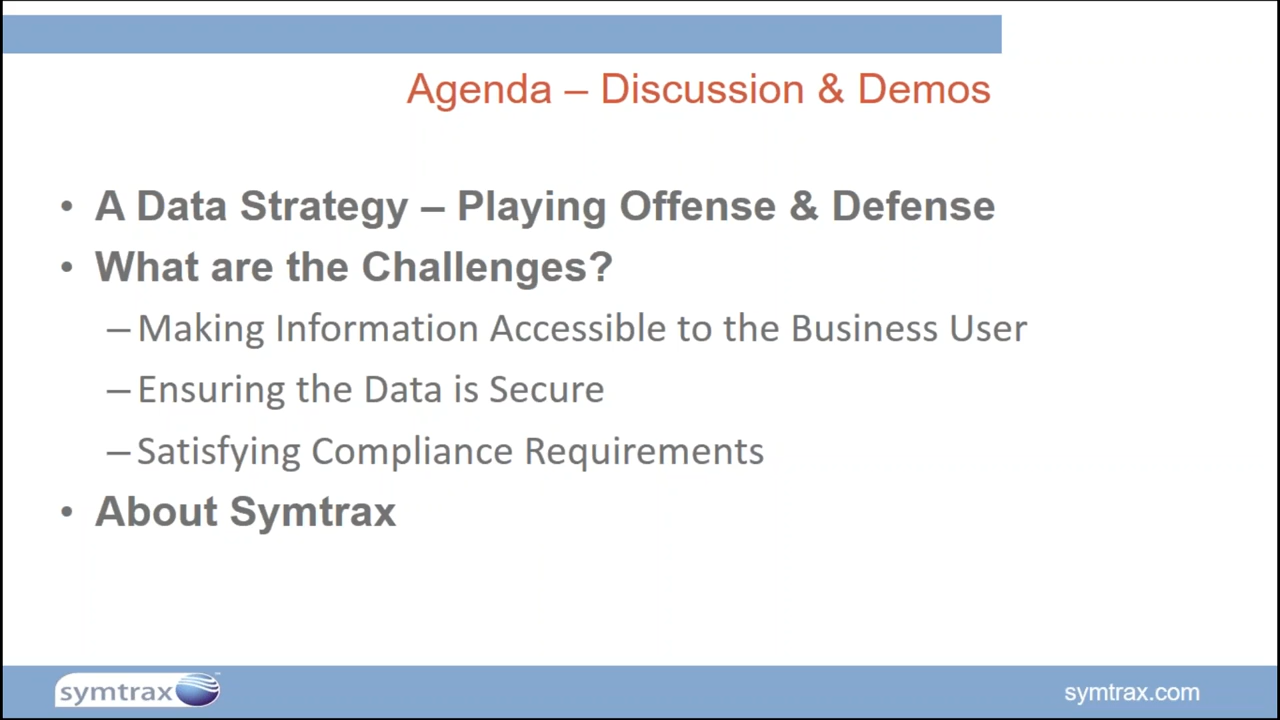 Agenda – Discussion & Demos
• A Data Strategy – Playing Offense & Defense
• What are the Challenges?
– Making Information Accessible to the Business User
– Ensuring the Data is Secure
– Satisfying Compliance Requirements
• About Symtrax
symtrax
symtrax.com